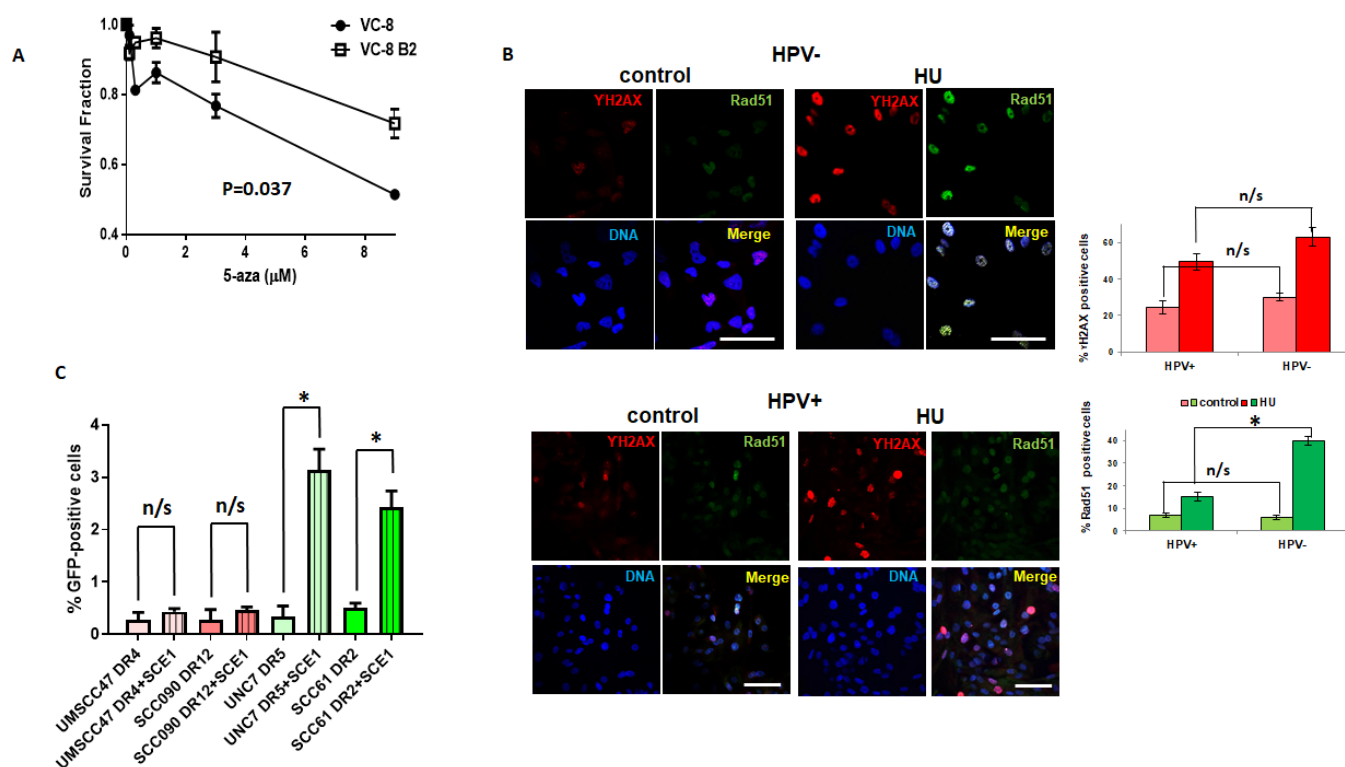 A
1.0
0.8
0.6
0.4
Survival Fraction
VC-8
VC-8 B2
P=0.037
0 2 4 6 8
5-aza (μM)
B
HPV-
control HU
YH2AX Rad51 YH2AX Rad51
DNA Merge DNA Merge
HPV+
control HU
YH2AX Rad51 YH2AX Rad51
DNA Merge DNA Merge
% ɤH2AX positive cells
60
40
20
0
n/s
n/s
HPV+ HPV-
control HU
% Rad51 positive cells
40
30
20
10
0
*
n/s
HPV+ HPV-
C
% GFP-positive cells
4
3
2
1
0
n/s n/s * *
UMSCC47 DR4
UMSCC47 DR4+SCE1
SCC090 DR12
SCC090 DR12+SCE1
UNC7 DR5
UNC7 DR5+SCE1
SCC61 DR2
SCC61 DR2+SCE1